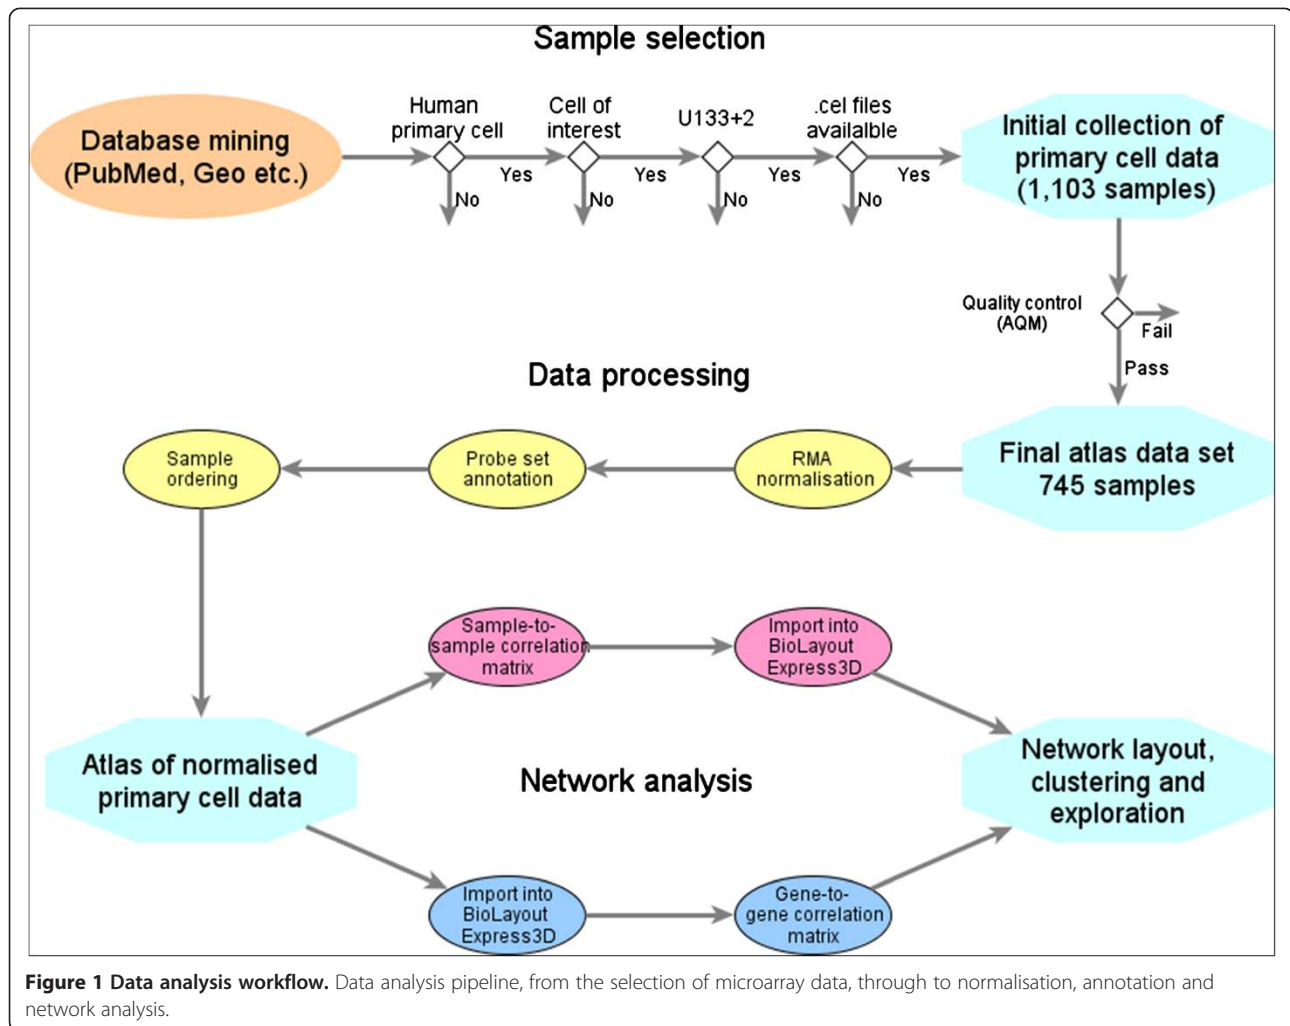 Sample selection
Human
primary cell
Cell of
interest
U133+2
.cel files
availalble
Database mining
(PubMed, Geo etc.)
Yes
Yes
Yes
Yes
No
No
No
No
Initial collection of
primary cell data
(1,103 samples)
Quality control
(AQM)
Fail
Pass
Data processing
Sample
ordering
Probe set
annotation
RMA
normalisation
Final atlas data set
745 samples
Sample-to-
sample correlation
matrix
Import into
BioLayout
Express3D
Atlas of normalised
primary cell data
Network analysis
Network layout,
clustering and
exploration
Import into
BioLayout
Express3D
Gene-to-
gene correlation
matrix
Figure 1 Data analysis workflow. Data analysis pipeline, from the selection of microarray data, through to normalisation, annotation and
network analysis.